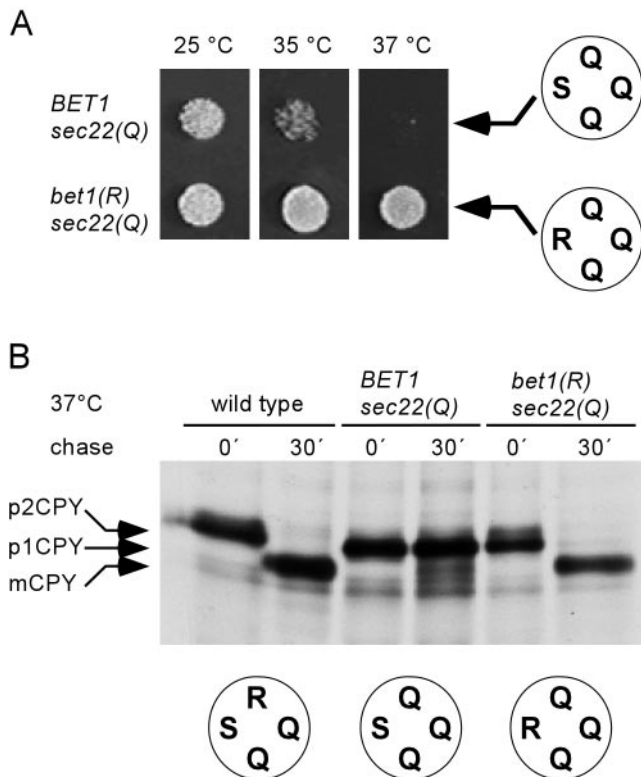 A
25 °C 35 °C 37 °C
BET1
sec22(Q)
Q
S Q
Q
bet1(R)
sec22(Q)
Q
R Q
Q
B
37°C wild type BET1 sec22(Q) bet1(R) sec22(Q)
chase 0´ 30´ 0´ 30´ 0´ 30´
p2CPY
p1CPY
mCPY
R Q Q
S Q S Q R Q
Q Q Q